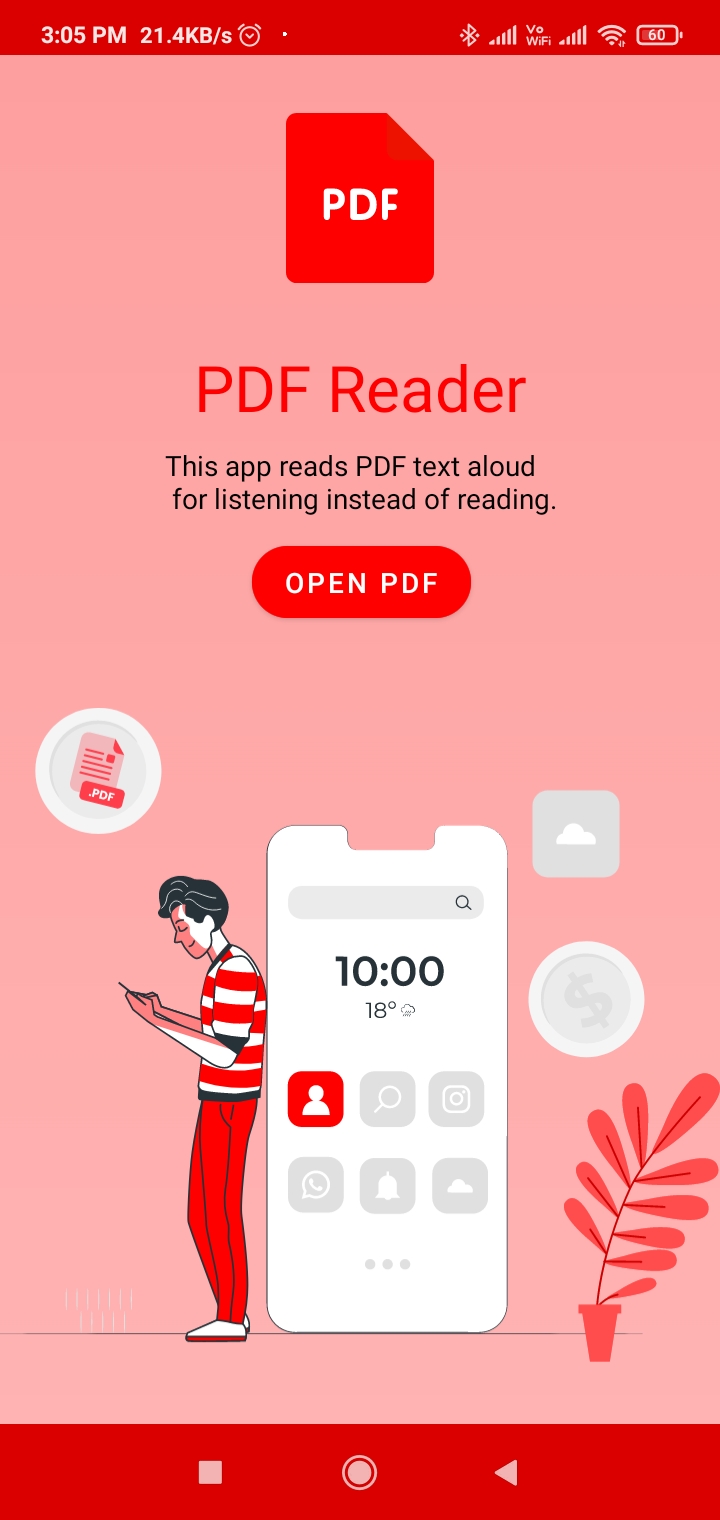 3:05 PM 21.4KB/s Vo WiFi 60
PDF
PDF Reader
This app reads PDF text aloud
for listening instead of reading.
OPEN PDF
.PDF
10:00
18°
$